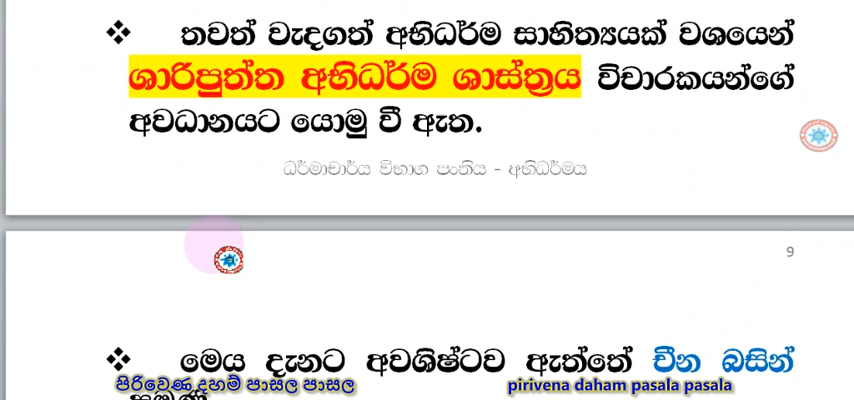 ❖ තවත් වැදගත් අභිධර්ම සාහිත්‍යයක් වශයෙන්
ශාරිපුත්ත අභිධර්ම ශාස්ත්‍රය විචාරකයන්ගේ
අවධානයට යොමු වී ඇත.
ධර්මාචාර්ය විභාග පංතිය - අභිධර්මය
9
❖ මෙය දැනට අවශිෂ්ටව ඇත්තේ චීන බසින්
පිරිවෙණ දහම් පාසල පාසල pirivena daham pasala pasala